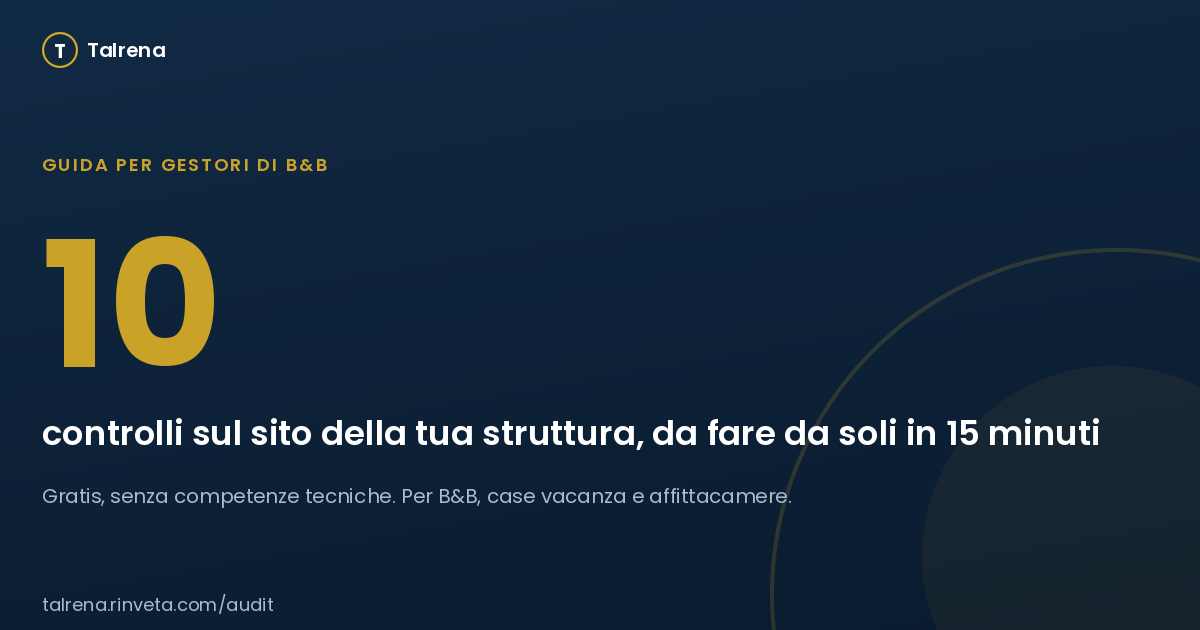 T Talrena
GUIDA PER GESTORI DI B&B
10
controlli sul sito della tua struttura, da fare da soli in 15 minuti
Gratis, senza competenze tecniche. Per B&B, case vacanza e affittacamere.
talrena.rinveta.com/audit